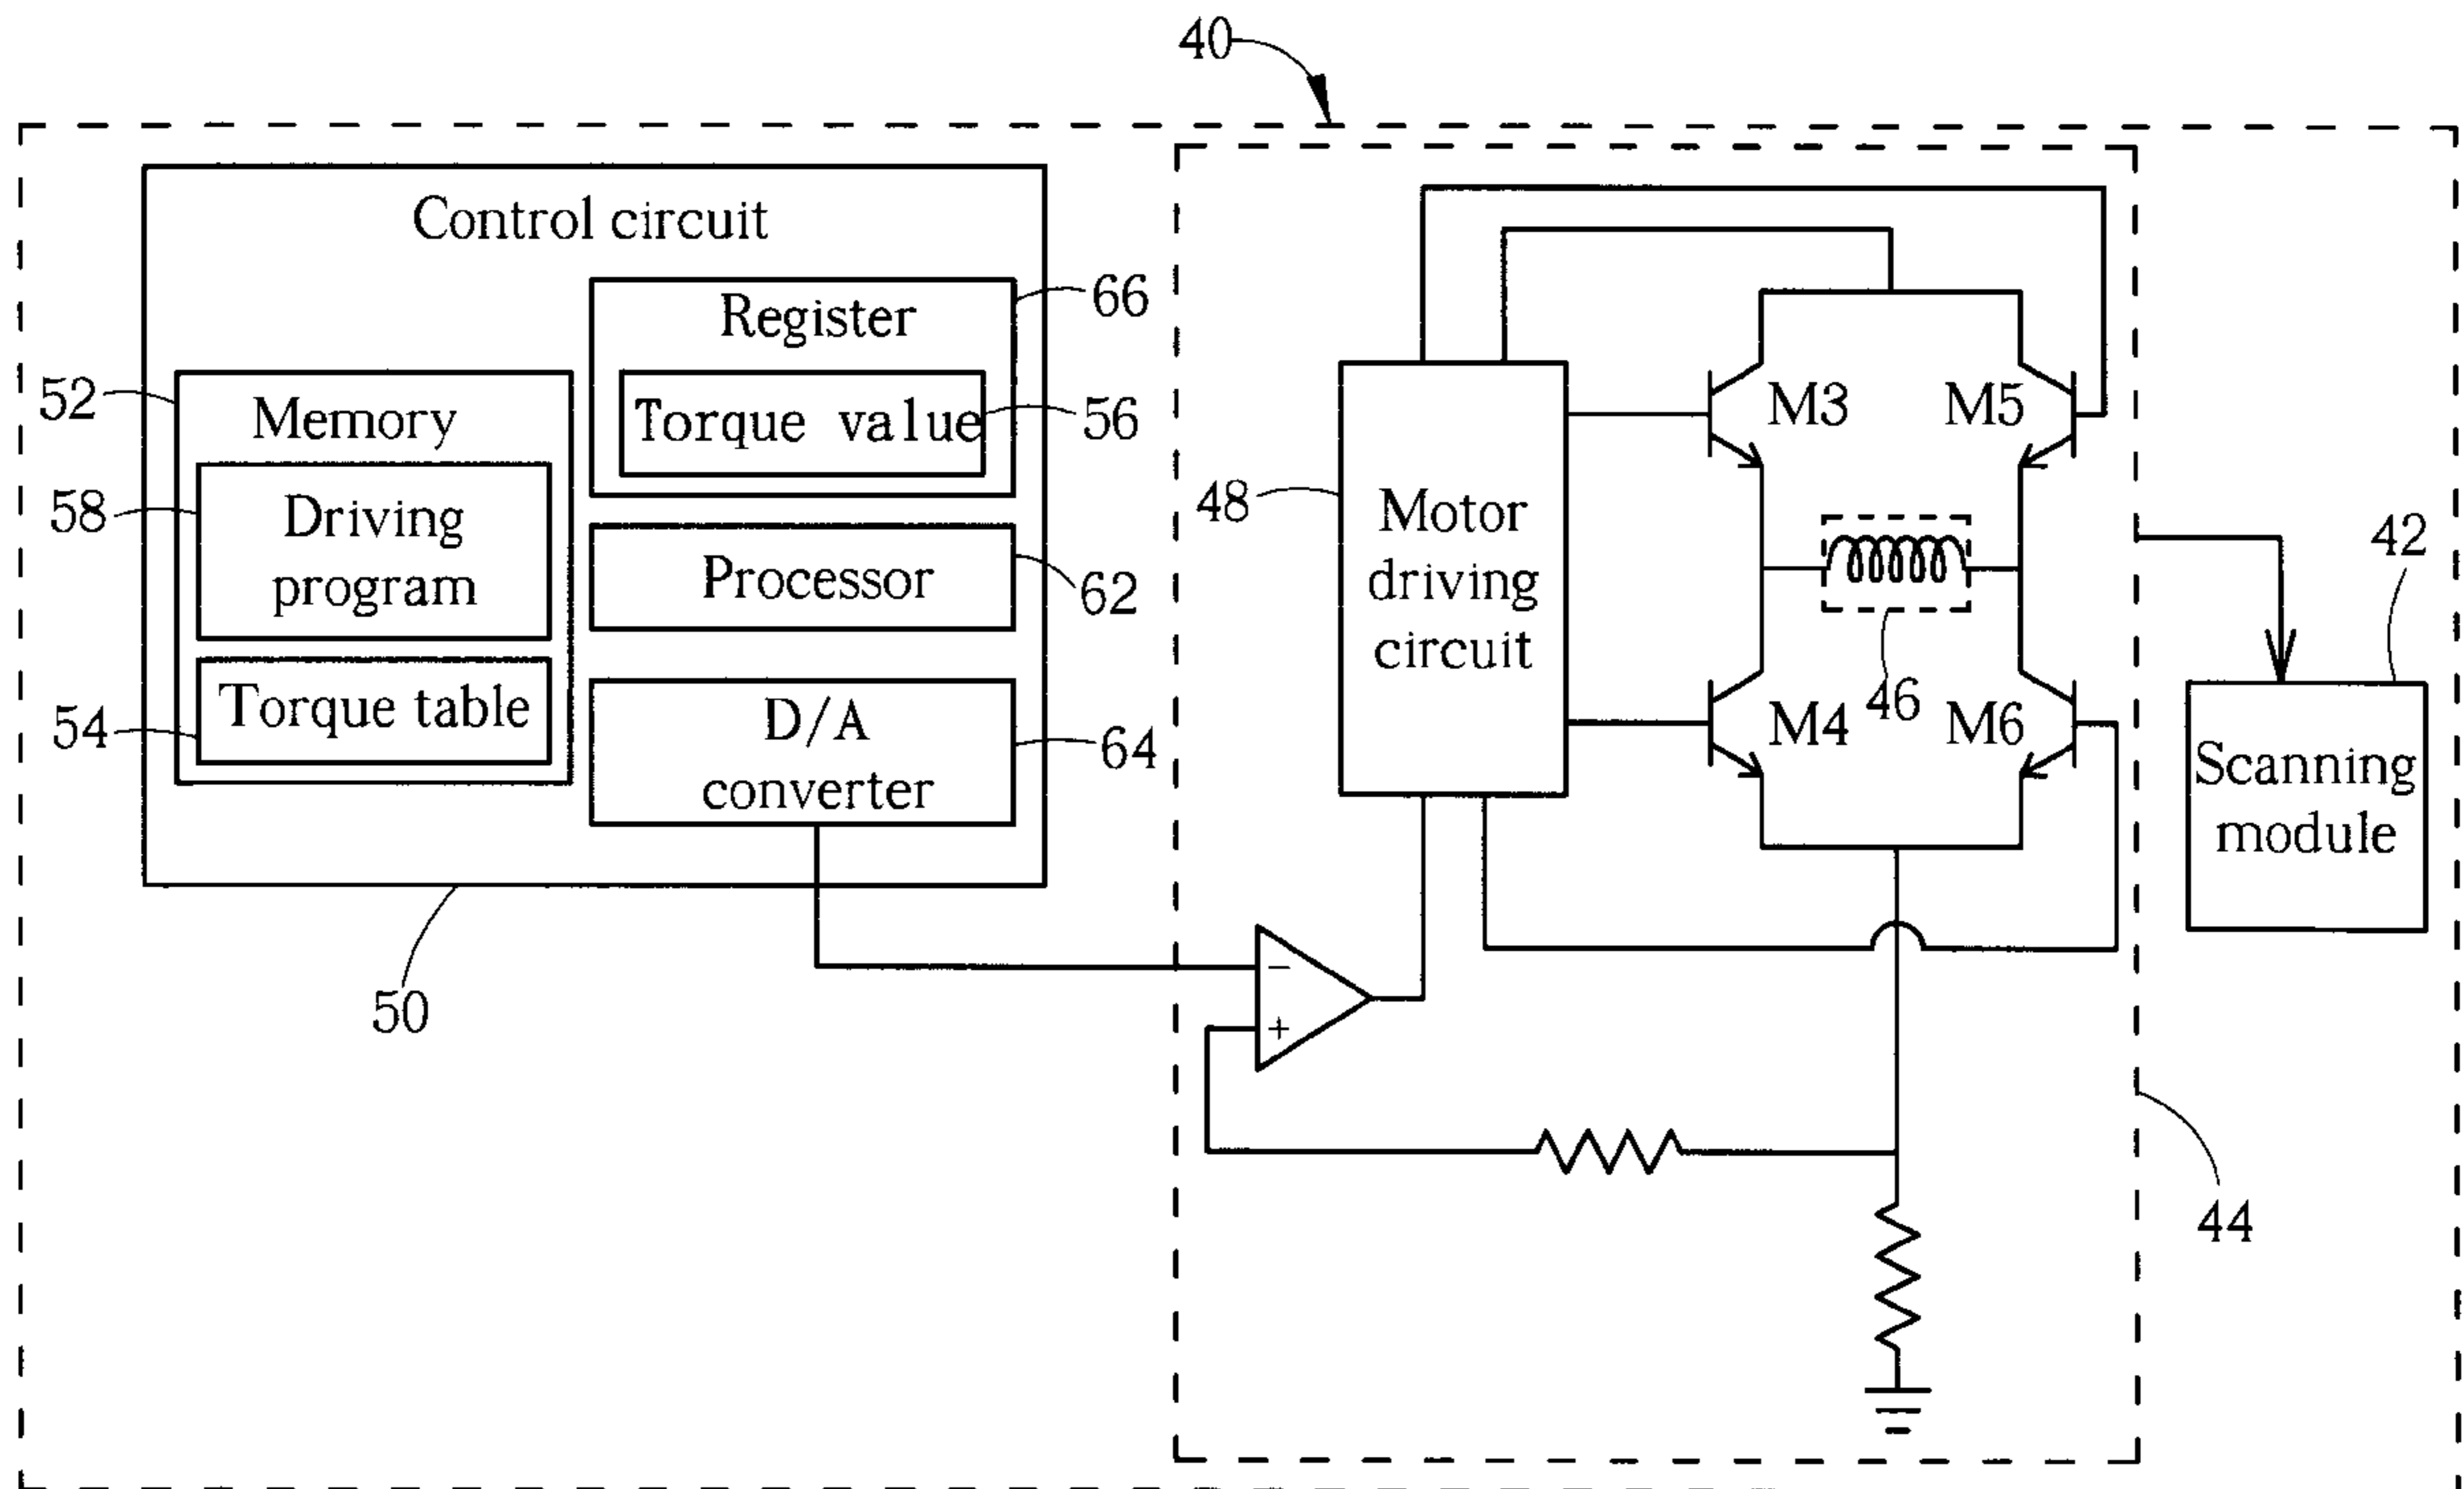 40
Control circuit
Register
66
Torque value
56
52
Memory
58
Driving
program
Processor
62
54
Torque table
D/A
converter
64
50
48
Motor
driving
circuit
M3
M5
46
M4
M6
42
Scanning
module
−
+
44